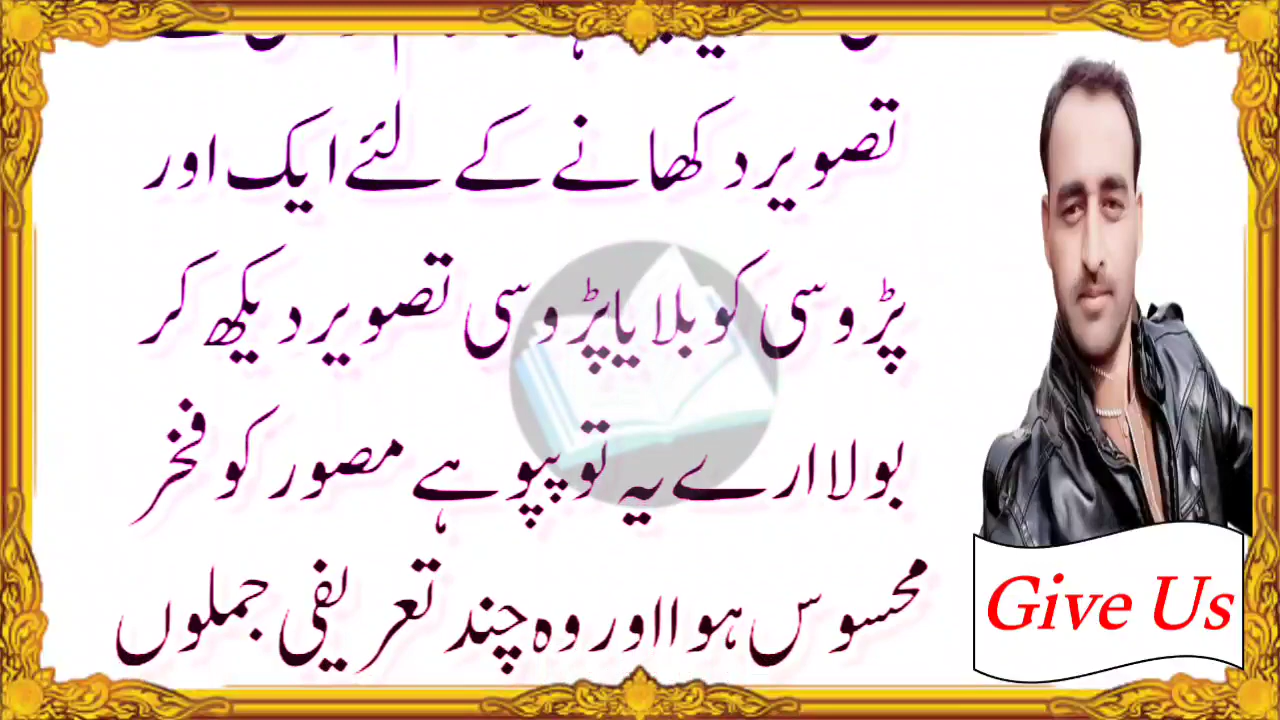 تصویر دکھانے کے لئے ایک اور
پڑوسی کو بلایا پڑوسی تصویر دیکھ کر
بولا ارے یہ تو پپو ہے مصور کو فخر
محسوس ہوا اور وہ چند تعریفی جملوں
Give Us